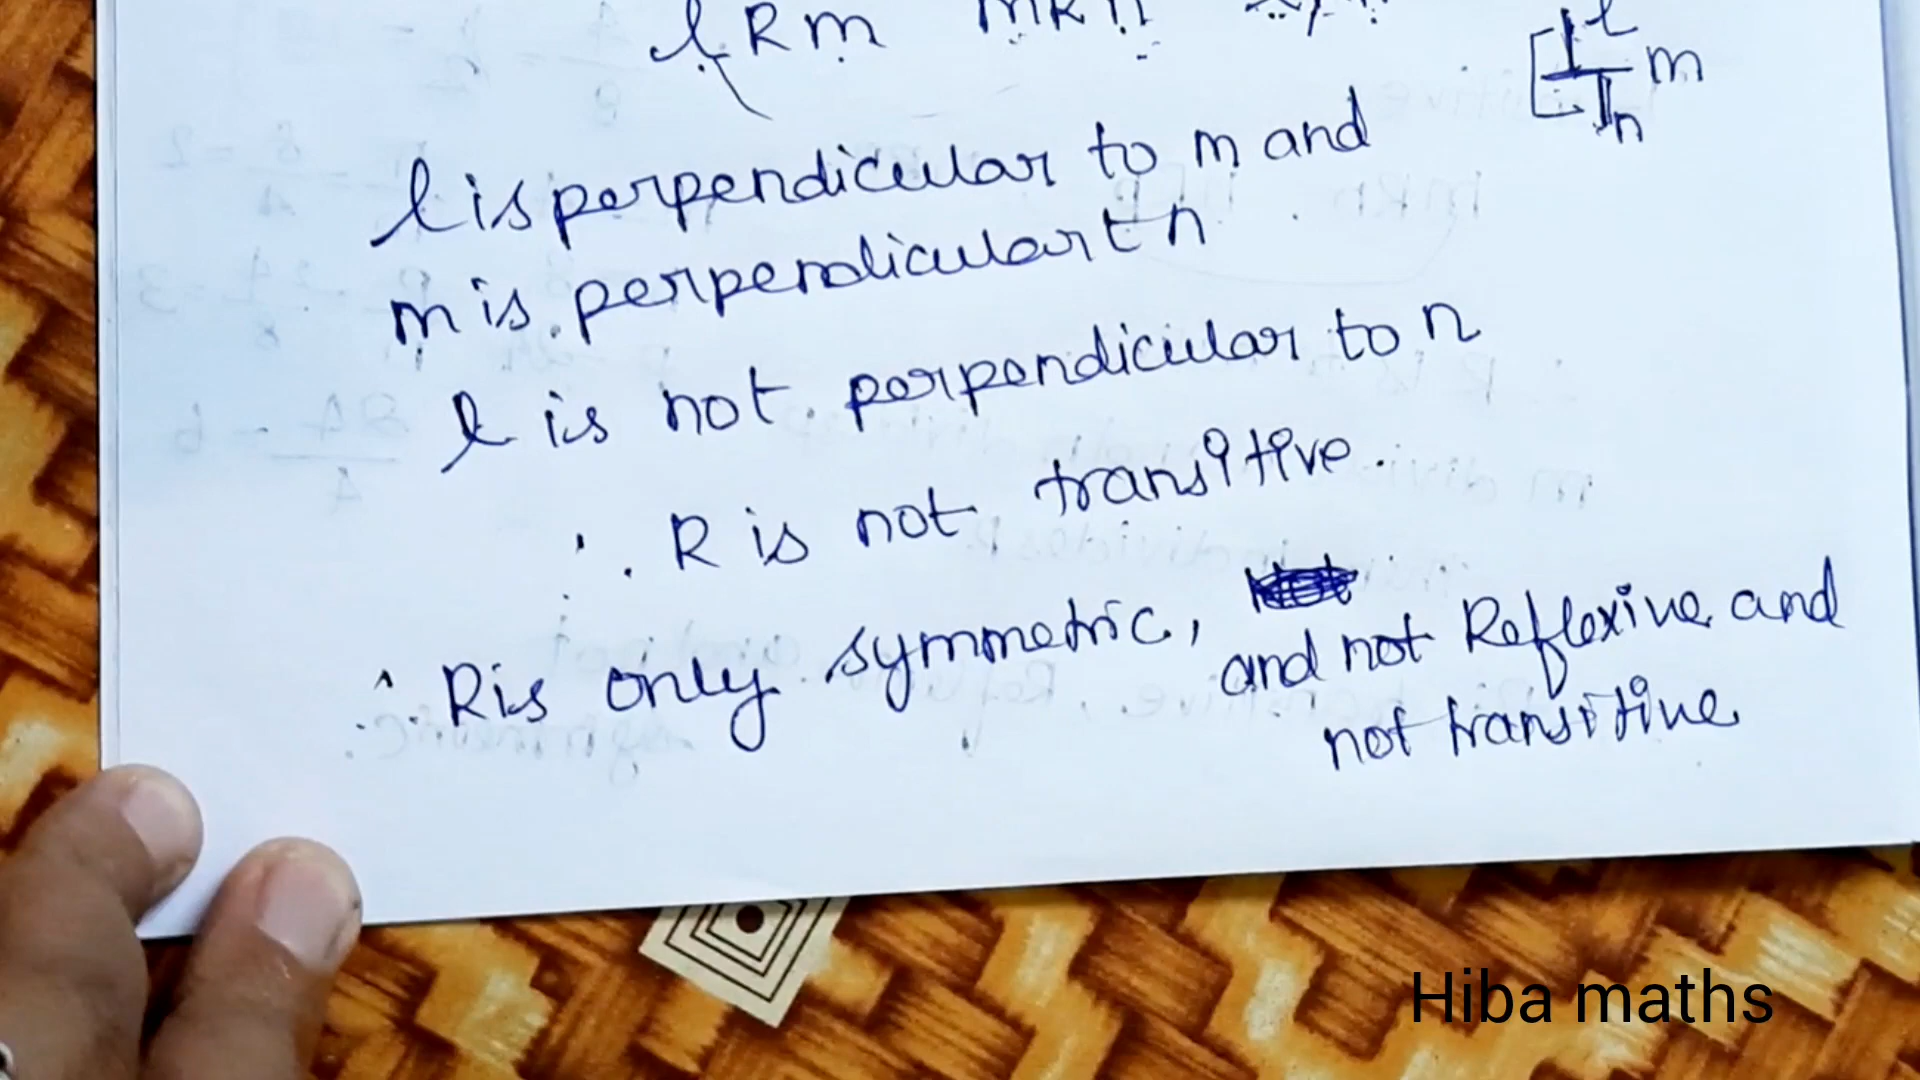 l R m m R n
l
m
n
l is perpendicular to m and
m is perpendicular t n
l is not perpendicular to n
∴ R is not transitive.
∴ R is only symmetric,
and not Reflexive and
not transitive
Hiba maths